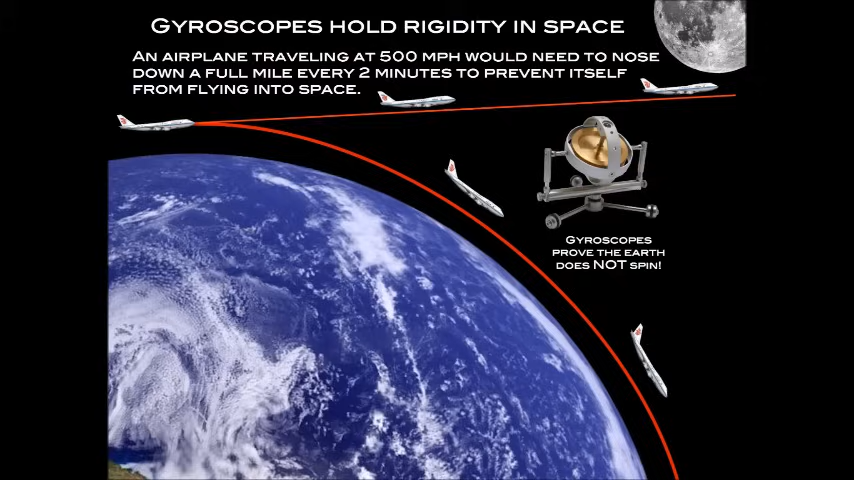 Gyroscopes hold rigidity in space
An airplane traveling at 500 mph would need to nose
down a full mile every 2 minutes to prevent itself
from flying into space.
Gyroscopes
prove the earth
does NOT spin!